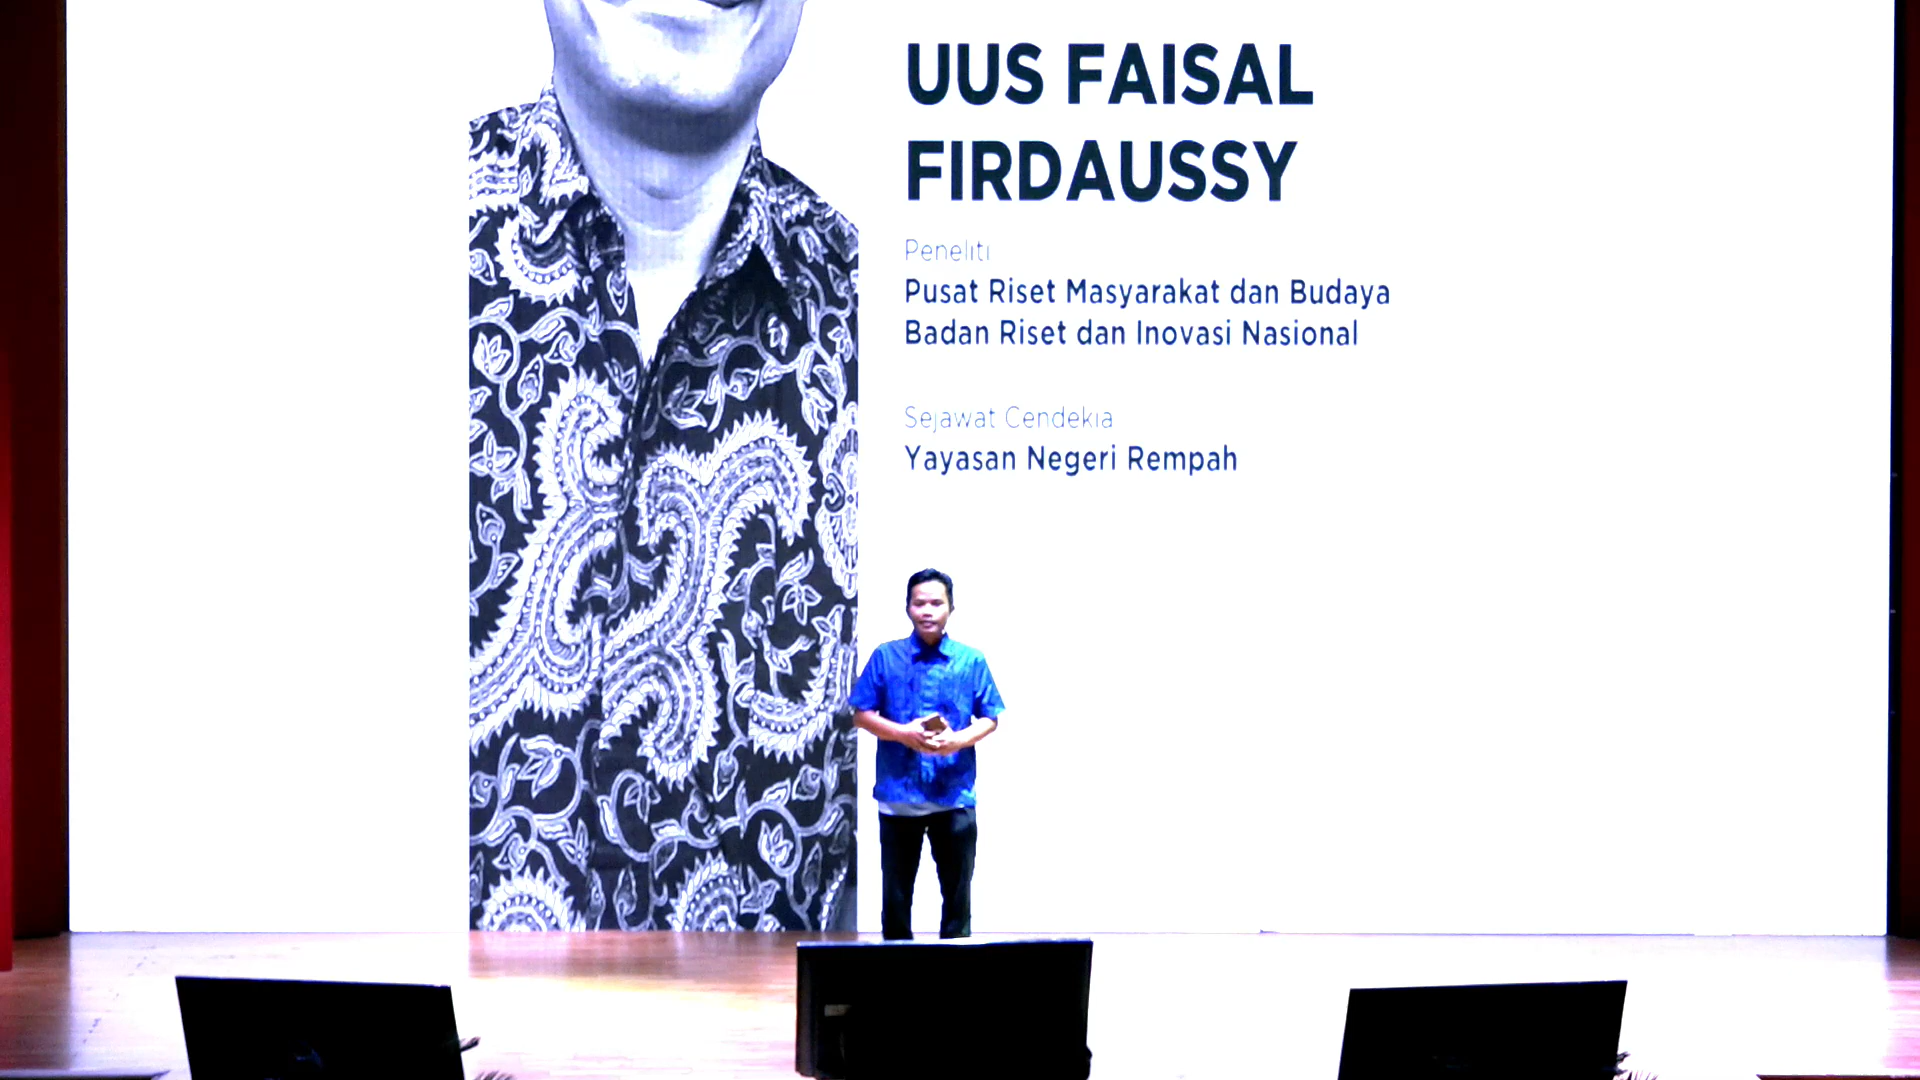 UUS FAISAL
FIRDAUSSY
Peneliti
Pusat Riset Masyarakat dan Budaya
Badan Riset dan Inovasi Nasional
Sejawat Cendekia
Yayasan Negeri Rempah